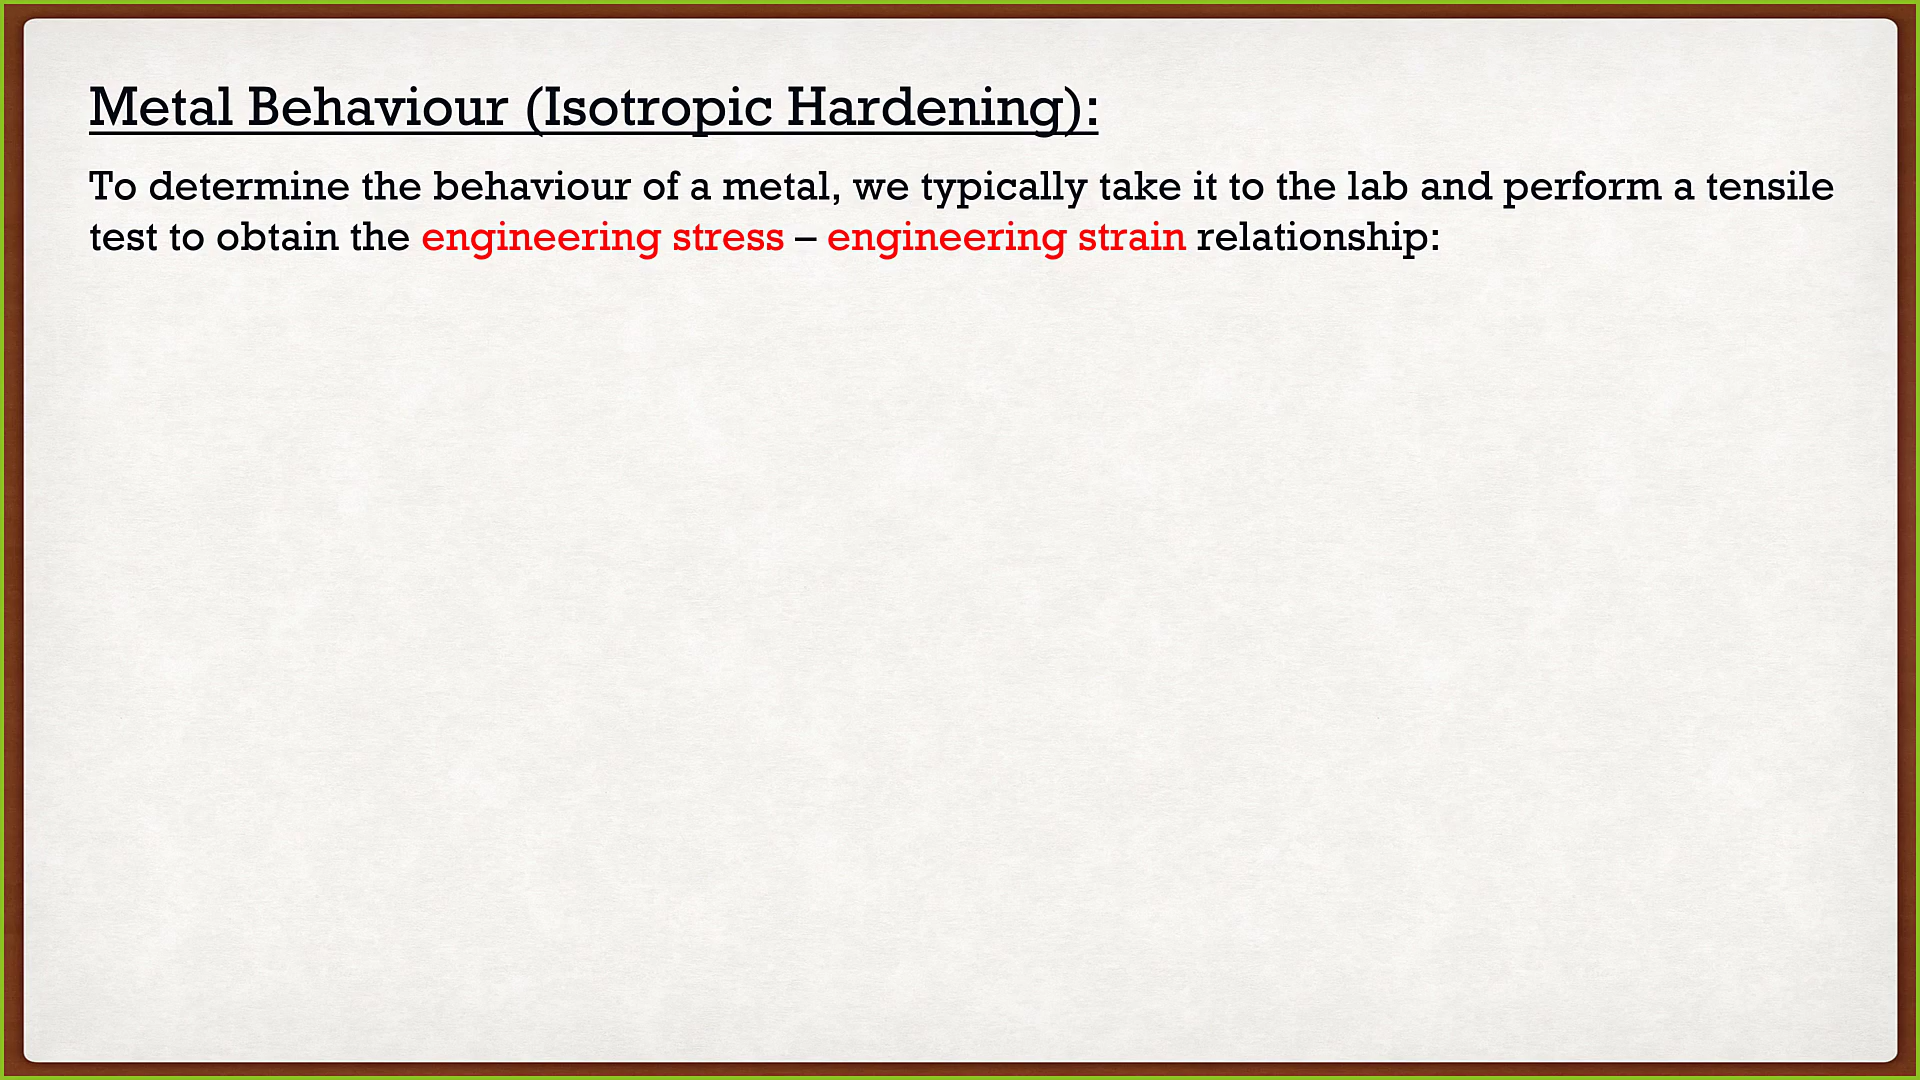 Metal Behaviour (Isotropic Hardening):
To determine the behaviour of a metal, we typically take it to the lab and perform a tensile
test to obtain the engineering stress – engineering strain relationship: